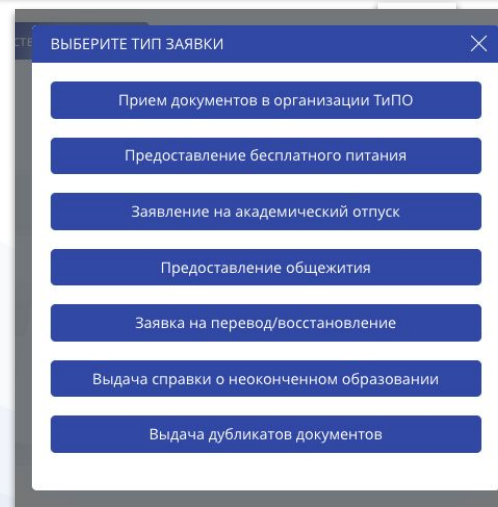 ВЫБЕРИТЕ ТИП ЗАЯВКИ
Прием документов в организации ТиПО
Предоставление бесплатного питания
Заявление на академический отпуск
Предоставление общежития
Заявка на перевод/восстановление
Выдача справки о неоконченном образовании
Выдача дубликатов документов